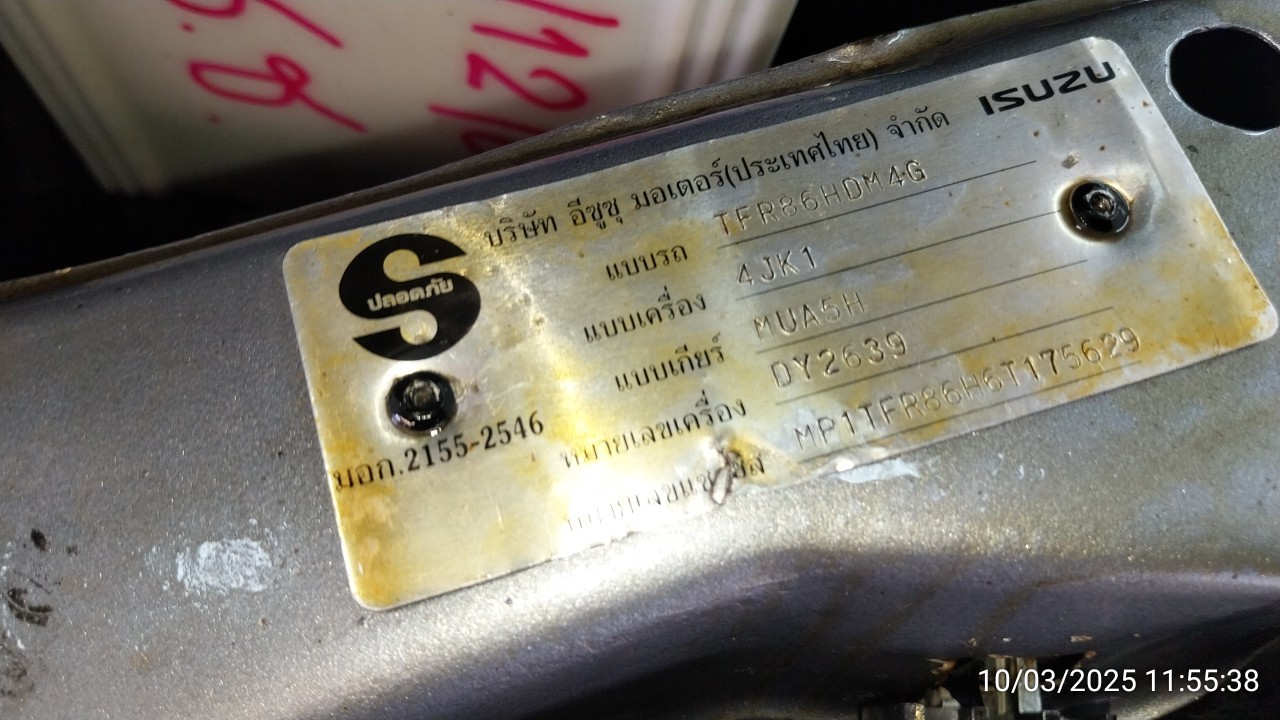 112/
ISUZU
บริษัท อีซูซุ มอเตอร์(ประเทศไทย) จำกัด
ปลอดภัย
แบบรถ TFR86HDM4G
แบบเครื่อง 4JK1
แบบเกียร์ MUA5H
หมายเลขเครื่อง DY2639
มอก.2155-2546
MP1TFR86H6T175629
10/03/2025 11:55:38